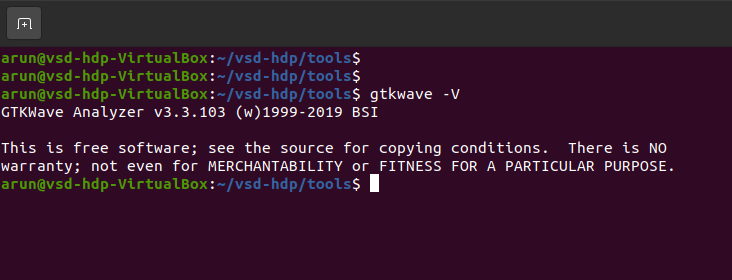 arun@vsd-hdp-VirtualBox:~/vsd-hdp/tools$
arun@vsd-hdp-VirtualBox:~/vsd-hdp/tools$
arun@vsd-hdp-VirtualBox:~/vsd-hdp/tools$ gtkwave -V
GTKWave Analyzer v3.3.103 (w)1999-2019 BSI

This is free software; see the source for copying conditions.  There is NO
warranty; not even for MERCHANTABILITY or FITNESS FOR A PARTICULAR PURPOSE.
arun@vsd-hdp-VirtualBox:~/vsd-hdp/tools$